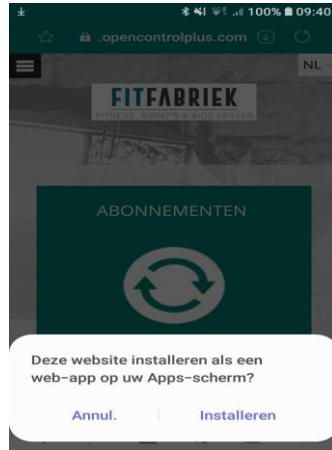 100% 09:40
.opencontrolplus.com
NL
FITFABRIEK
FITNESS, GROEPS & KIDS LESSEN
ABONNEMENTEN
Deze website installeren als een
web-app op uw Apps-scherm?
Annul. Installeren